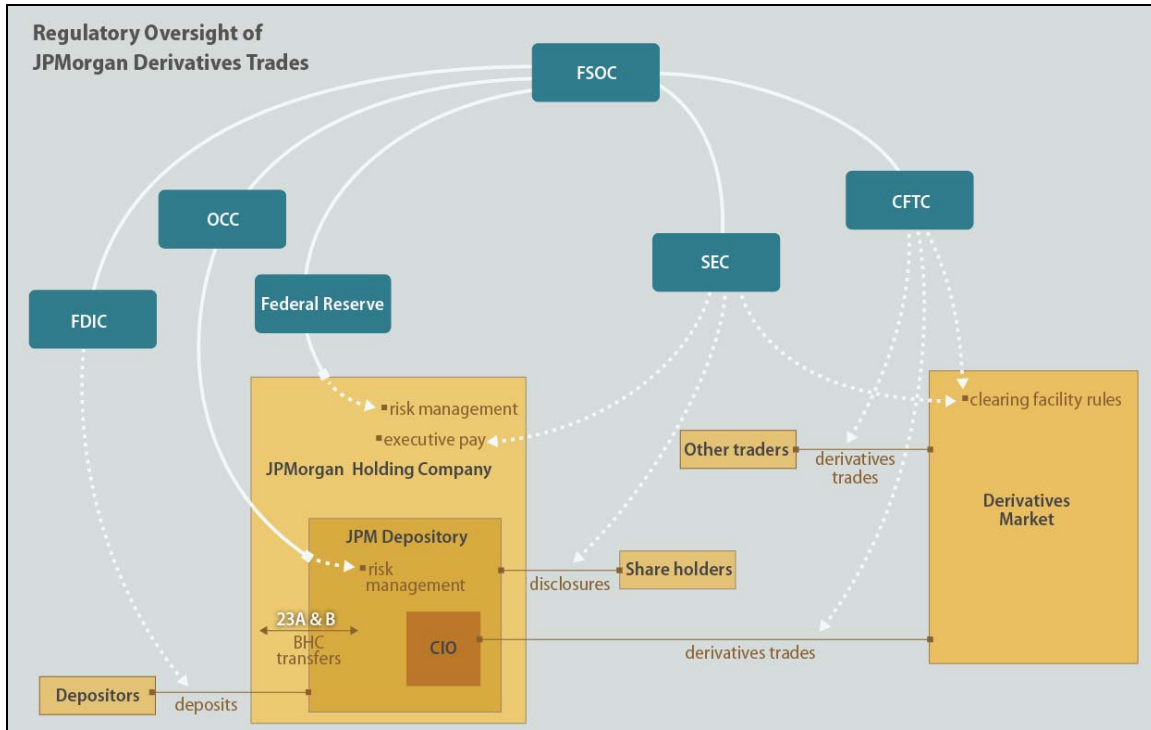 Regulatory Oversight of
JPMorgan Derivatives Trades
FSOC
OCC
CFTC
SEC
Federal Reserve
FDIC
risk management
executive pay
JPMorgan Holding Company
clearing facility rules
Other traders
derivatives
trades
Derivatives
Market
JPM Depository
risk
management
disclosures
Share holders
23A & B
BHC
transfers
CIO
derivatives trades
Depositors
deposits